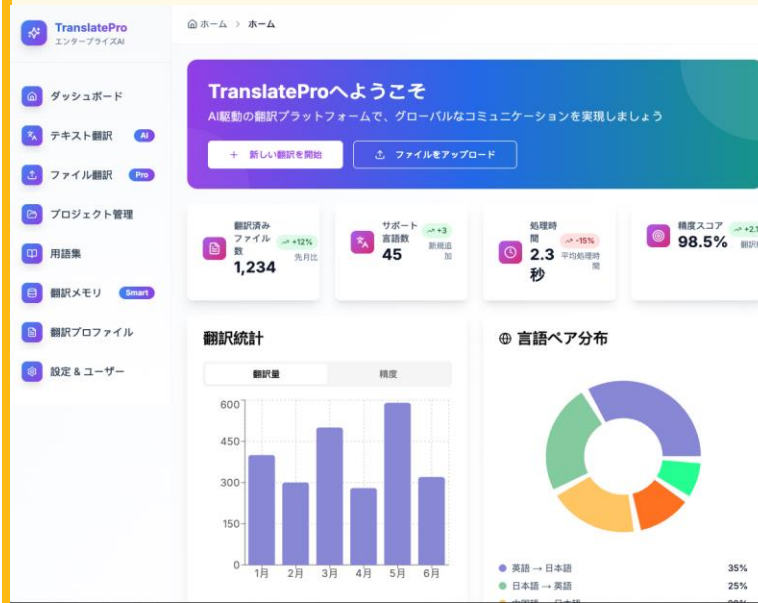 TranslatePro
エンタープライズAI
ダッシュボード
テキスト翻訳 AI
ファイル翻訳 Pro
プロジェクト管理
用語集
翻訳メモリ Smart
翻訳プロファイル
設定 & ユーザー
ホーム > ホーム
TranslateProへようこそ
AI駆動の翻訳プラットフォームで、グローバルなコミュニケーションを実現しましょう
+ 新しい翻訳を開始
ファイルをアップロード
翻訳済み
ファイル
数
1,234
+12%
先月比
サポート
言語数
45
+3
新規追
加
処理時
間
2.3
秒
-15%
平均処理時
間
精度スコア
98.5%
+2.1
翻訳
翻訳統計
翻訳量
精度
600
450
300
150
0
1月 2月 3月 4月 5月 6月
言語ペア分布
英語 → 日本語 35%
日本語 → 英語 25%